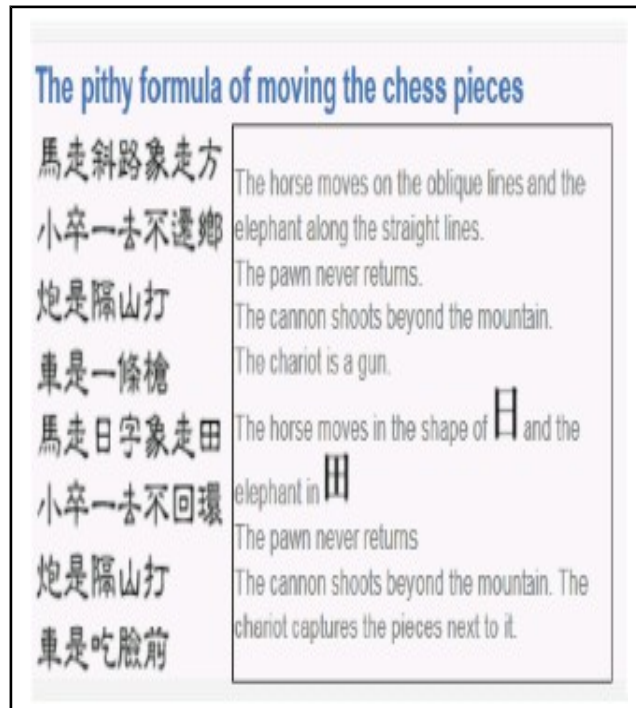 The pithy formula of moving the chess pieces
馬走斜路象走方
小卒一去不還鄉
炮是隔山打
車是一條槍
馬走日字象走田
小卒一去不回環
炮是隔山打
車是吃臉前
The horse moves on the oblique lines and the
elephant along the straight lines.
The pawn never returns.
The cannon shoots beyond the mountain.
The chariot is a gun.
The horse moves in the shape of 日 and the
elephant in 田
The pawn never returns
The cannon shoots beyond the mountain. The
chariot captures the pieces next to it.